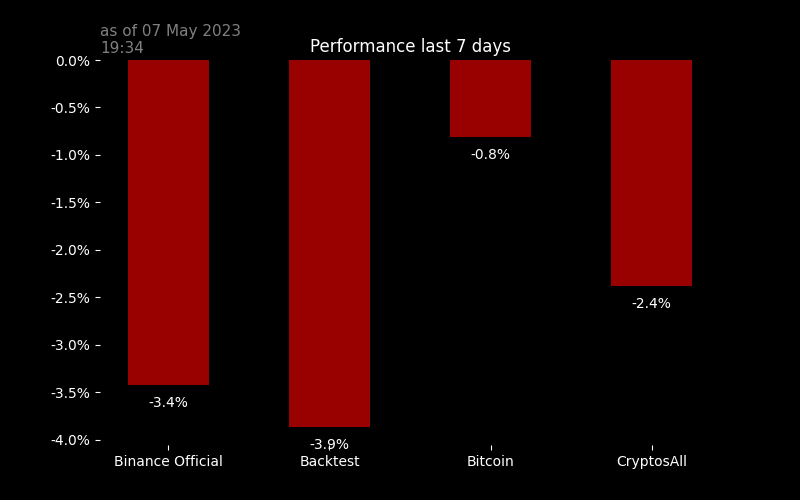 as of 07 May 2023
19:34
Performance last 7 days
0.0%
-0.5%
-1.0%
-1.5%
-2.0%
-2.5%
-3.0%
-3.5%
-4.0%
-3.4%
-3.9%
-0.8%
-2.4%
Binance Official
Backtest
Bitcoin
CryptosAll